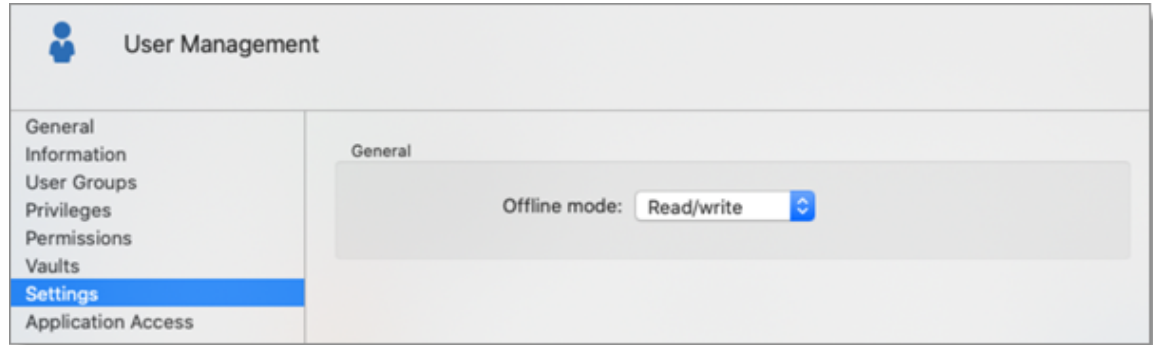 User Management
General
Information
User Groups
Privileges
Permissions
Vaults
Settings
Application Access
General
Offline mode: Read/write